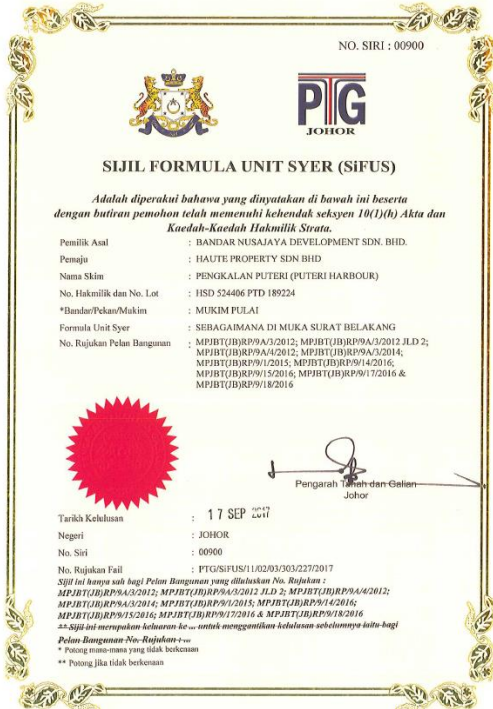 NO. SIRI : 00900
PTG
JOHOR
SIJIL FORMULA UNIT SYER (SiFUS)
Adalah diperakui bahawa yang dinyatakan di bawah ini beserta
dengan butiran pemohon telah memenuhi kehendak seksyen 10(1)(h) Akta dan
Kaedah-Kaedah Hakmilik Strata.
Pemilik Asal : BANDAR NUSAJAYA DEVELOPMENT SDN. BHD.
Pemaju : HAUTE PROPERTY SDN BHD
Nama Skim : PENGKALAN PUTERI (PUTERI HARBOUR)
No. Hakmilik dan No. Lot : HSD 524406 PTD 189224
*Bandar/Pekan/Mukim : MUKIM PULAI
Formula Unit Syer : SEBAGAIMANA DI MUKA SURAT BELAKANG
No. Rujukan Pelan Bangunan : MPJBT(JB)RP/9A/3/2012; MPJBT(JB)RP/9A/3/2012 JLD 2;
MPJBT(JB)RP/9A/4/2012; MPJBT(JB)RP/9A/3/2014;
MPJBT(JB)RP/9/1/2015; MPJBT(JB)RP/9/14/2016;
MPJBT(JB)RP/9/15/2016; MPJBT(JB)RP/9/17/2016 &
MPJBT(JB)RP/9/18/2016
Pengarah Tanah dan Galian
Johor
Tarikh Kelulusan : 17 SEP 2017
Negeri : JOHOR
No. Siri : 00900
No. Rujukan Fail : PTG/SiFUS/11/02/03/303/227/2017
Sijil ini hanya sah bagi Pelan Bangunan yang diluluskan No. Rujukan :
MPJBT(JB)RP/9A/3/2012; MPJBT(JB)RP/9A/3/2012 JLD 2; MPJBT(JB)RP/9A/4/2012;
MPJBT(JB)RP/9A/3/2014; MPJBT(JB)RP/9/1/2015; MPJBT(JB)RP/9/14/2016;
MPJBT(JB)RP/9/15/2016; MPJBT(JB)RP/9/17/2016 & MPJBT(JB)RP/9/18/2016
** Sijil ini merupakan keluaran ke ... untuk menggantikan kelulusan sebelumnya iaitu bagi
Pelan Bangunan No. Rujukan : ...
* Potong mana-mana yang tidak berkenaan
** Potong jika tidak berkenaan